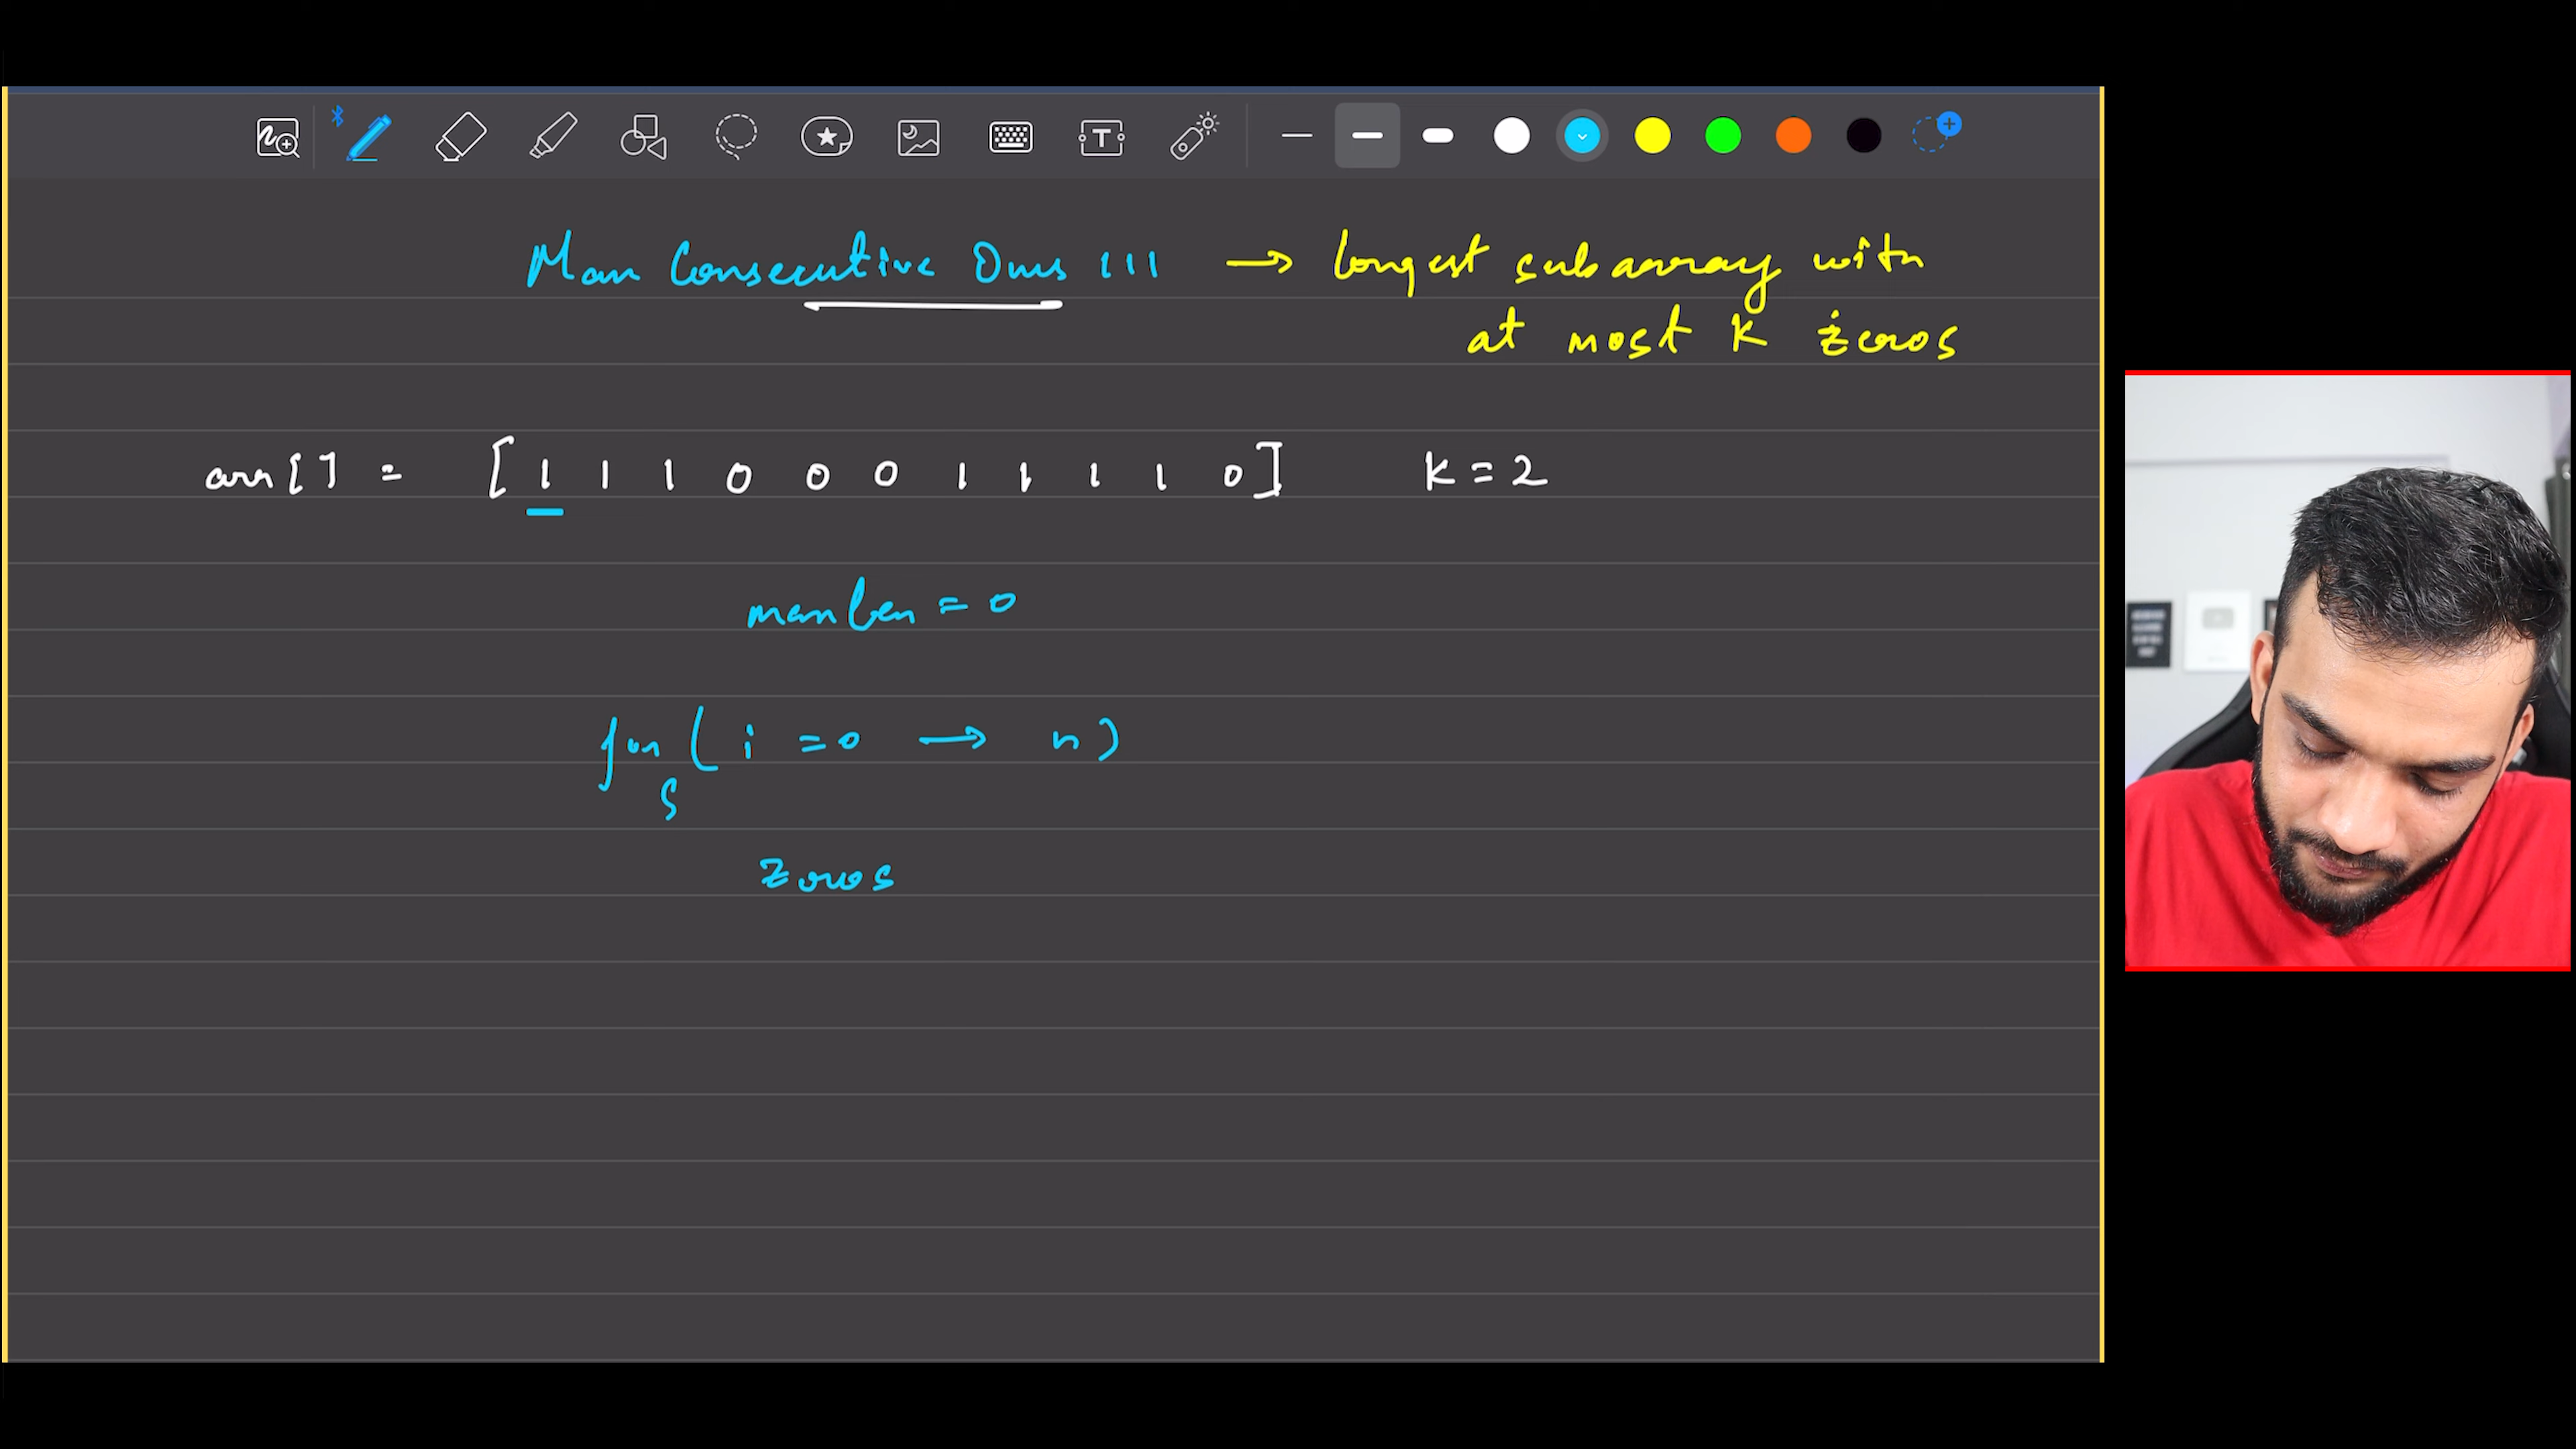 Max Consecutive Ones III → longest subarray with
at most K zeros
arr[] = [1 1 1 0 0 0 1 1 1 1 0] K=2
maxlen = 0
for( i = 0 → n)
{
zeros